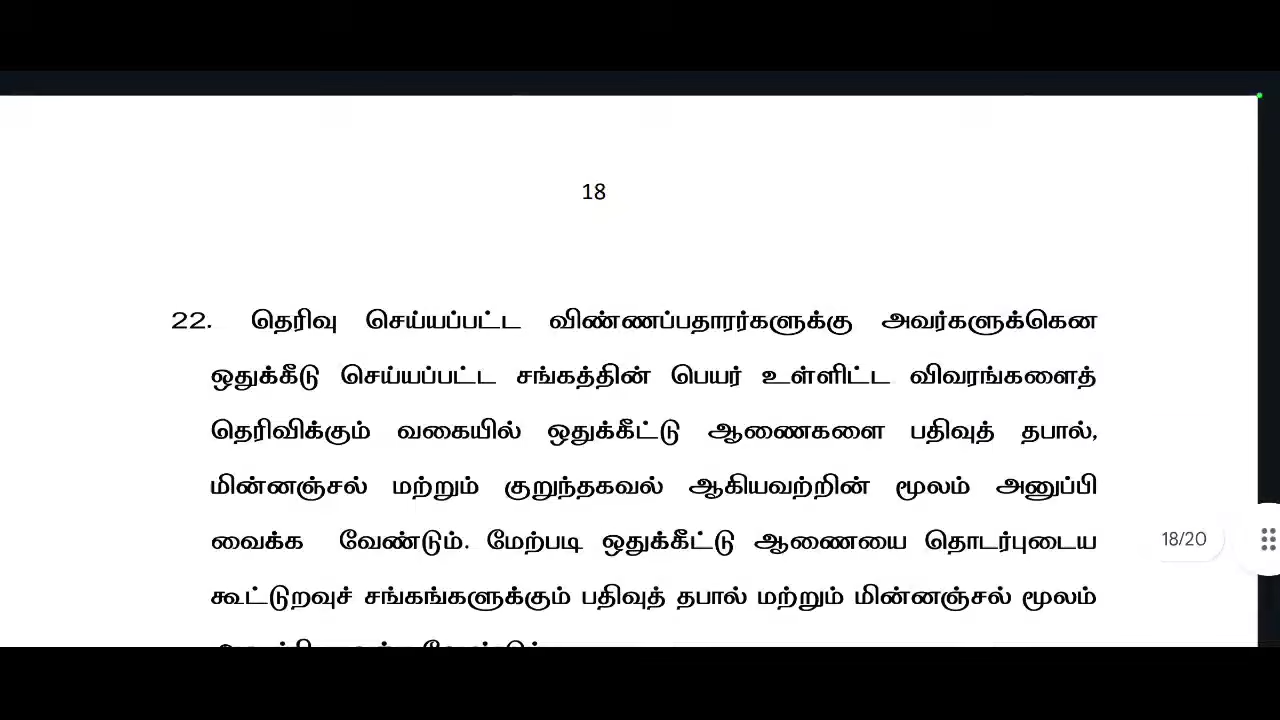 18
22. தெரிவு செய்யப்பட்ட விண்ணப்பதாரர்களுக்கு அவர்களுக்கென
ஒதுக்கீடு செய்யப்பட்ட சங்கத்தின் பெயர் உள்ளிட்ட விவரங்களைத்
தெரிவிக்கும் வகையில் ஒதுக்கீட்டு ஆணைகளை பதிவுத் தபால்,
மின்னஞ்சல் மற்றும் குறுந்தகவல் ஆகியவற்றின் மூலம் அனுப்பி
வைக்க வேண்டும். மேற்படி ஒதுக்கீட்டு ஆணையை தொடர்புடைய
18/20
கூட்டுறவுச் சங்கங்களுக்கும் பதிவுத் தபால் மற்றும் மின்னஞ்சல் மூலம்